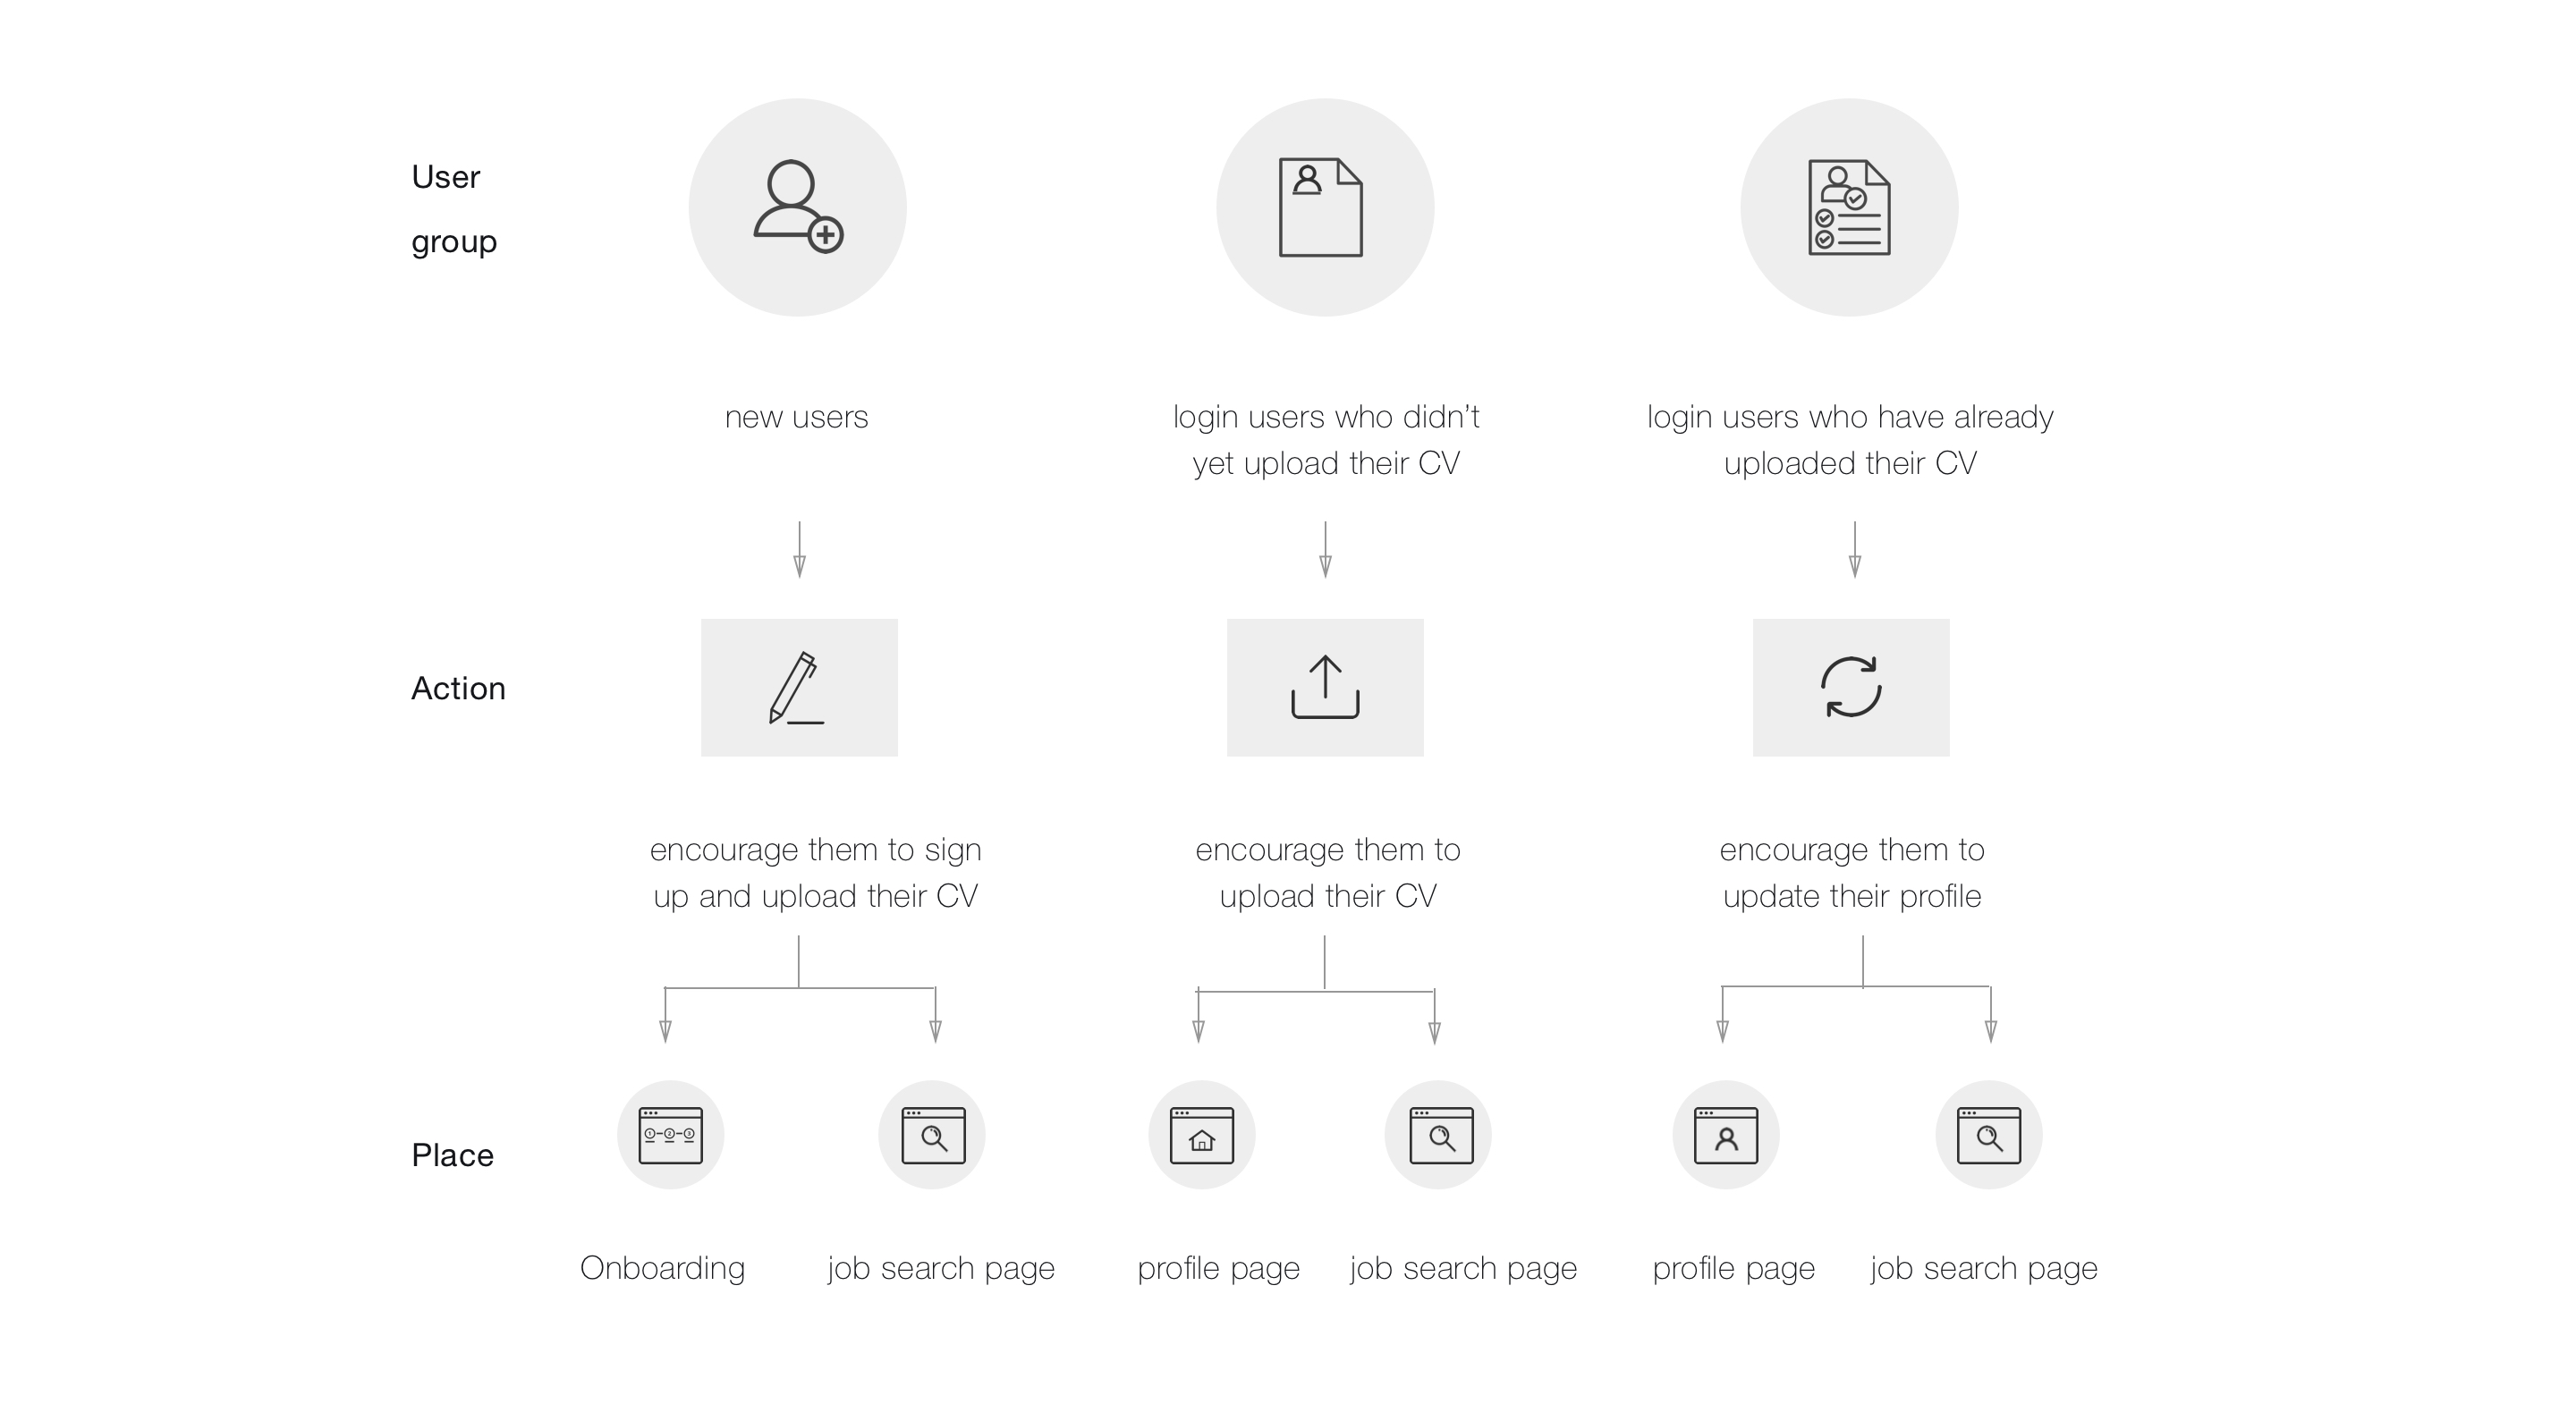 User
group
new users
login users who didn't
yet upload their CV
login users who have already
uploaded their CV
Action
encourage them to sign
up and upload their CV
encourage them to
upload their CV
encourage them to
update their profile
Place
1 2 3
Onboarding
job search page
profile page
job search page
profile page
job search page